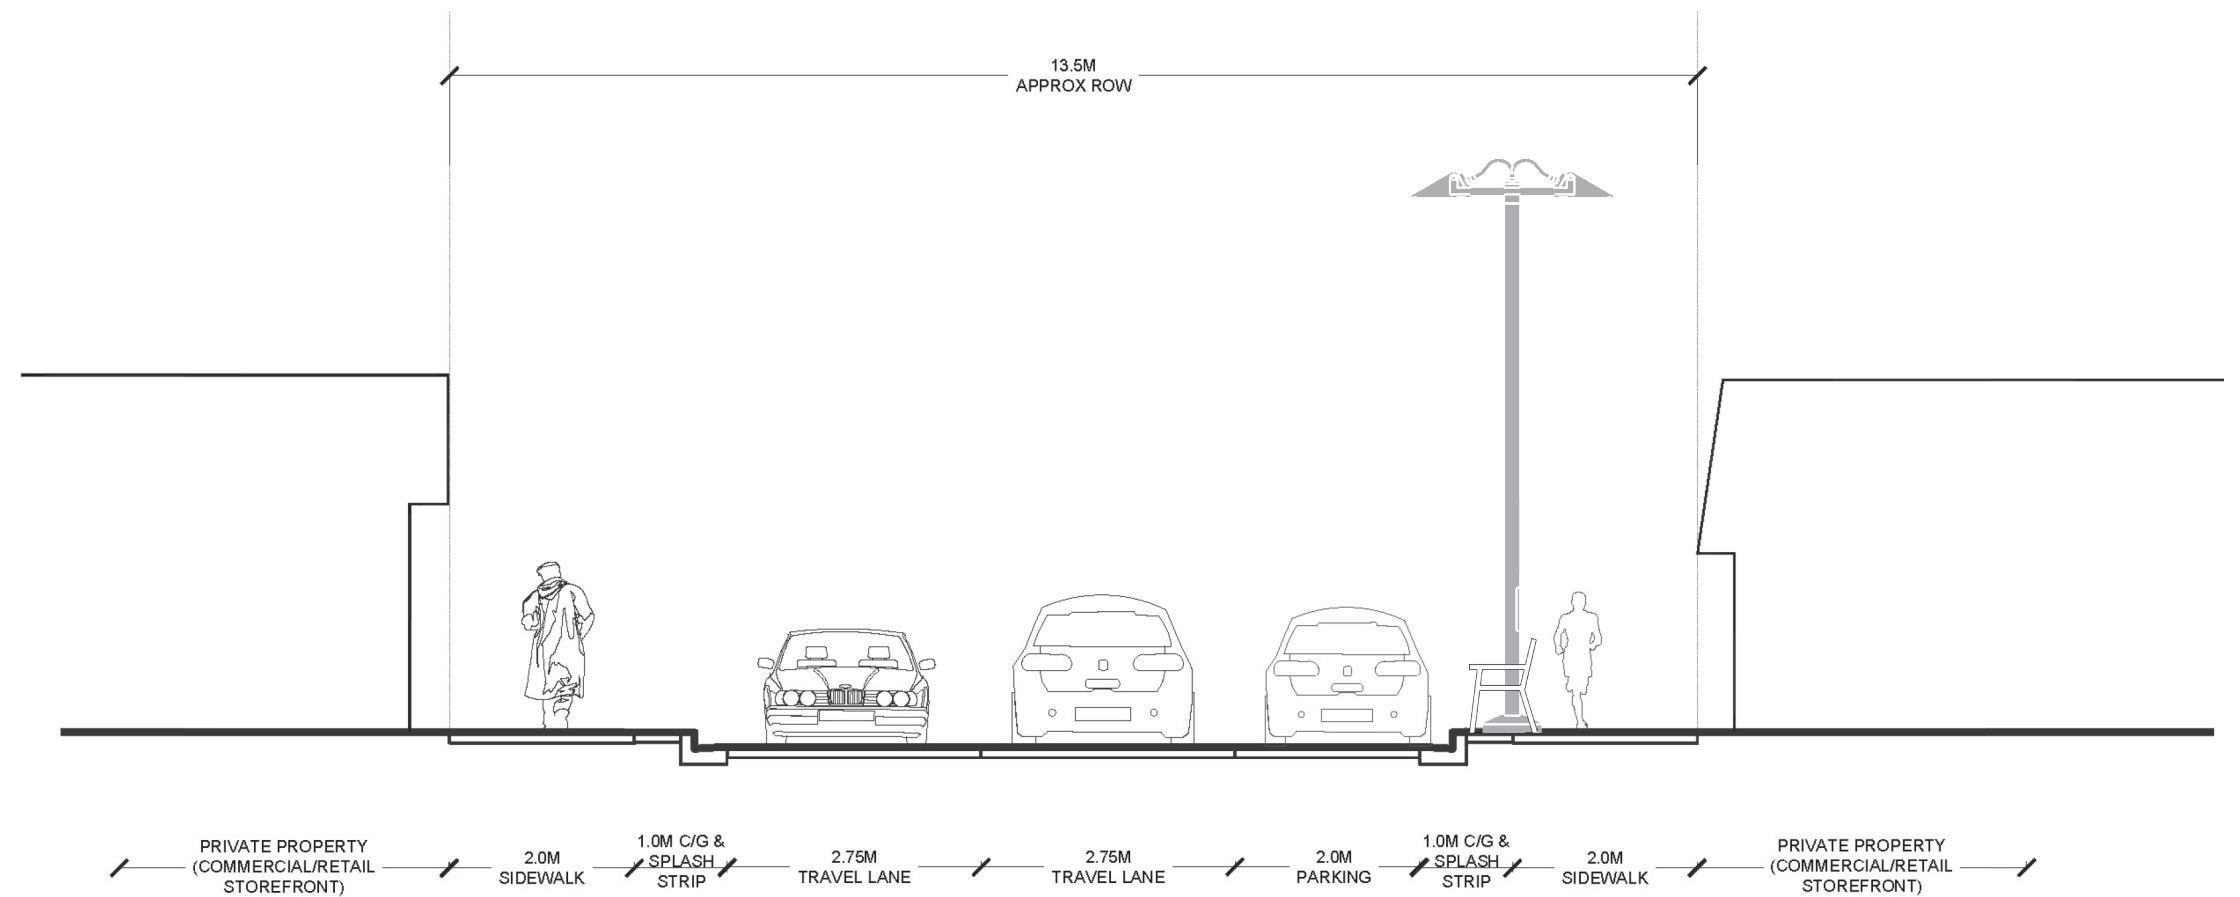 13.5M
APPROX ROW
PRIVATE PROPERTY
(COMMERCIAL/RETAIL
STOREFRONT)
2.0M
SIDEWALK
1.0M C/G &
SPLASH
STRIP
2.75M
TRAVEL LANE
2.75M
TRAVEL LANE
2.0M
PARKING
1.0M C/G &
SPLASH
STRIP
2.0M
SIDEWALK
PRIVATE PROPERTY
(COMMERCIAL/RETAIL
STOREFRONT)